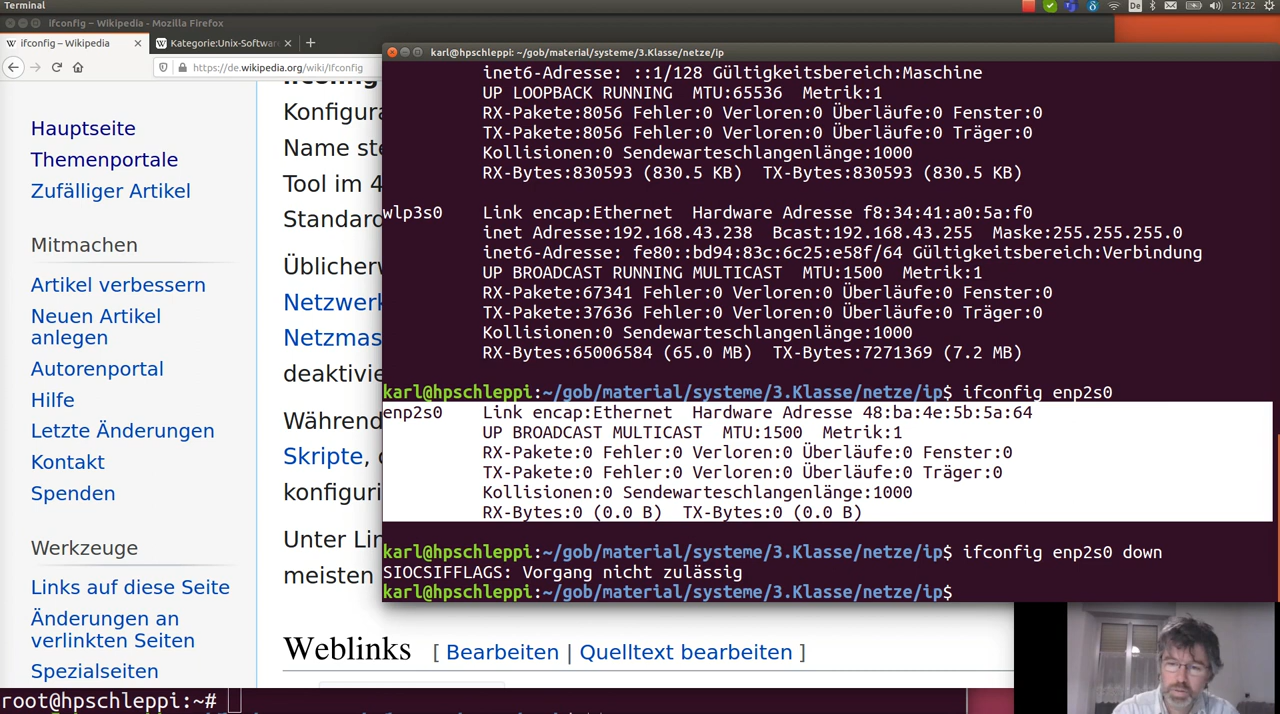 Terminal
De
21:22
ifconfig – Wikipedia - Mozilla Firefox
ifconfig – Wikipedia
Kategorie:Unix-Softwar
https://de.wikipedia.org/wiki/Ifconfig
Hauptseite
Themenportale
Zufälliger Artikel
Mitmachen
Artikel verbessern
Neuen Artikel
anlegen
Autorenportal
Hilfe
Letzte Änderungen
Kontakt
Spenden
Werkzeuge
Links auf diese Seite
Änderungen an
verlinkten Seiten
Spezialseiten
ifconfig
Konfigura
Name ste
Tool im 4
Standard
Üblicherw
Netzwerk
Netzmas
deaktivie
Während
Skripte,
konfiguri
Unter Lin
meisten
Weblinks
[ Bearbeiten | Quelltext bearbeiten ]
karl@hpschleppi: ~/gob/material/systeme/3.Klasse/netze/ip
inet6-Adresse: ::1/128 Gültigkeitsbereich:Maschine
UP LOOPBACK RUNNING  MTU:65536  Metrik:1
RX-Pakete:8056 Fehler:0 Verloren:0 Überläufe:0 Fenster:0
TX-Pakete:8056 Fehler:0 Verloren:0 Überläufe:0 Träger:0
Kollisionen:0 Sendewarteschlangenlänge:1000
RX-Bytes:830593 (830.5 KB)  TX-Bytes:830593 (830.5 KB)
wlp3s0    Link encap:Ethernet  Hardware Adresse f8:34:41:a0:5a:f0
inet Adresse:192.168.43.238  Bcast:192.168.43.255  Maske:255.255.255.0
inet6-Adresse: fe80::bd94:83c:6c25:e58f/64 Gültigkeitsbereich:Verbindung
UP BROADCAST RUNNING MULTICAST  MTU:1500  Metrik:1
RX-Pakete:67341 Fehler:0 Verloren:0 Überläufe:0 Fenster:0
TX-Pakete:37636 Fehler:0 Verloren:0 Überläufe:0 Träger:0
Kollisionen:0 Sendewarteschlangenlänge:1000
RX-Bytes:65006584 (65.0 MB)  TX-Bytes:7271369 (7.2 MB)
karl@hpschleppi:~/gob/material/systeme/3.Klasse/netze/ip$ ifconfig enp2s0
enp2s0    Link encap:Ethernet  Hardware Adresse 48:ba:4e:5b:5a:64
UP BROADCAST MULTICAST  MTU:1500  Metrik:1
RX-Pakete:0 Fehler:0 Verloren:0 Überläufe:0 Fenster:0
TX-Pakete:0 Fehler:0 Verloren:0 Überläufe:0 Träger:0
Kollisionen:0 Sendewarteschlangenlänge:1000
RX-Bytes:0 (0.0 B)  TX-Bytes:0 (0.0 B)
karl@hpschleppi:~/gob/material/systeme/3.Klasse/netze/ip$ ifconfig enp2s0 down
SIOCSIFFLAGS: Vorgang nicht zulässig
karl@hpschleppi:~/gob/material/systeme/3.Klasse/netze/ip$
root@hpschleppi:~#